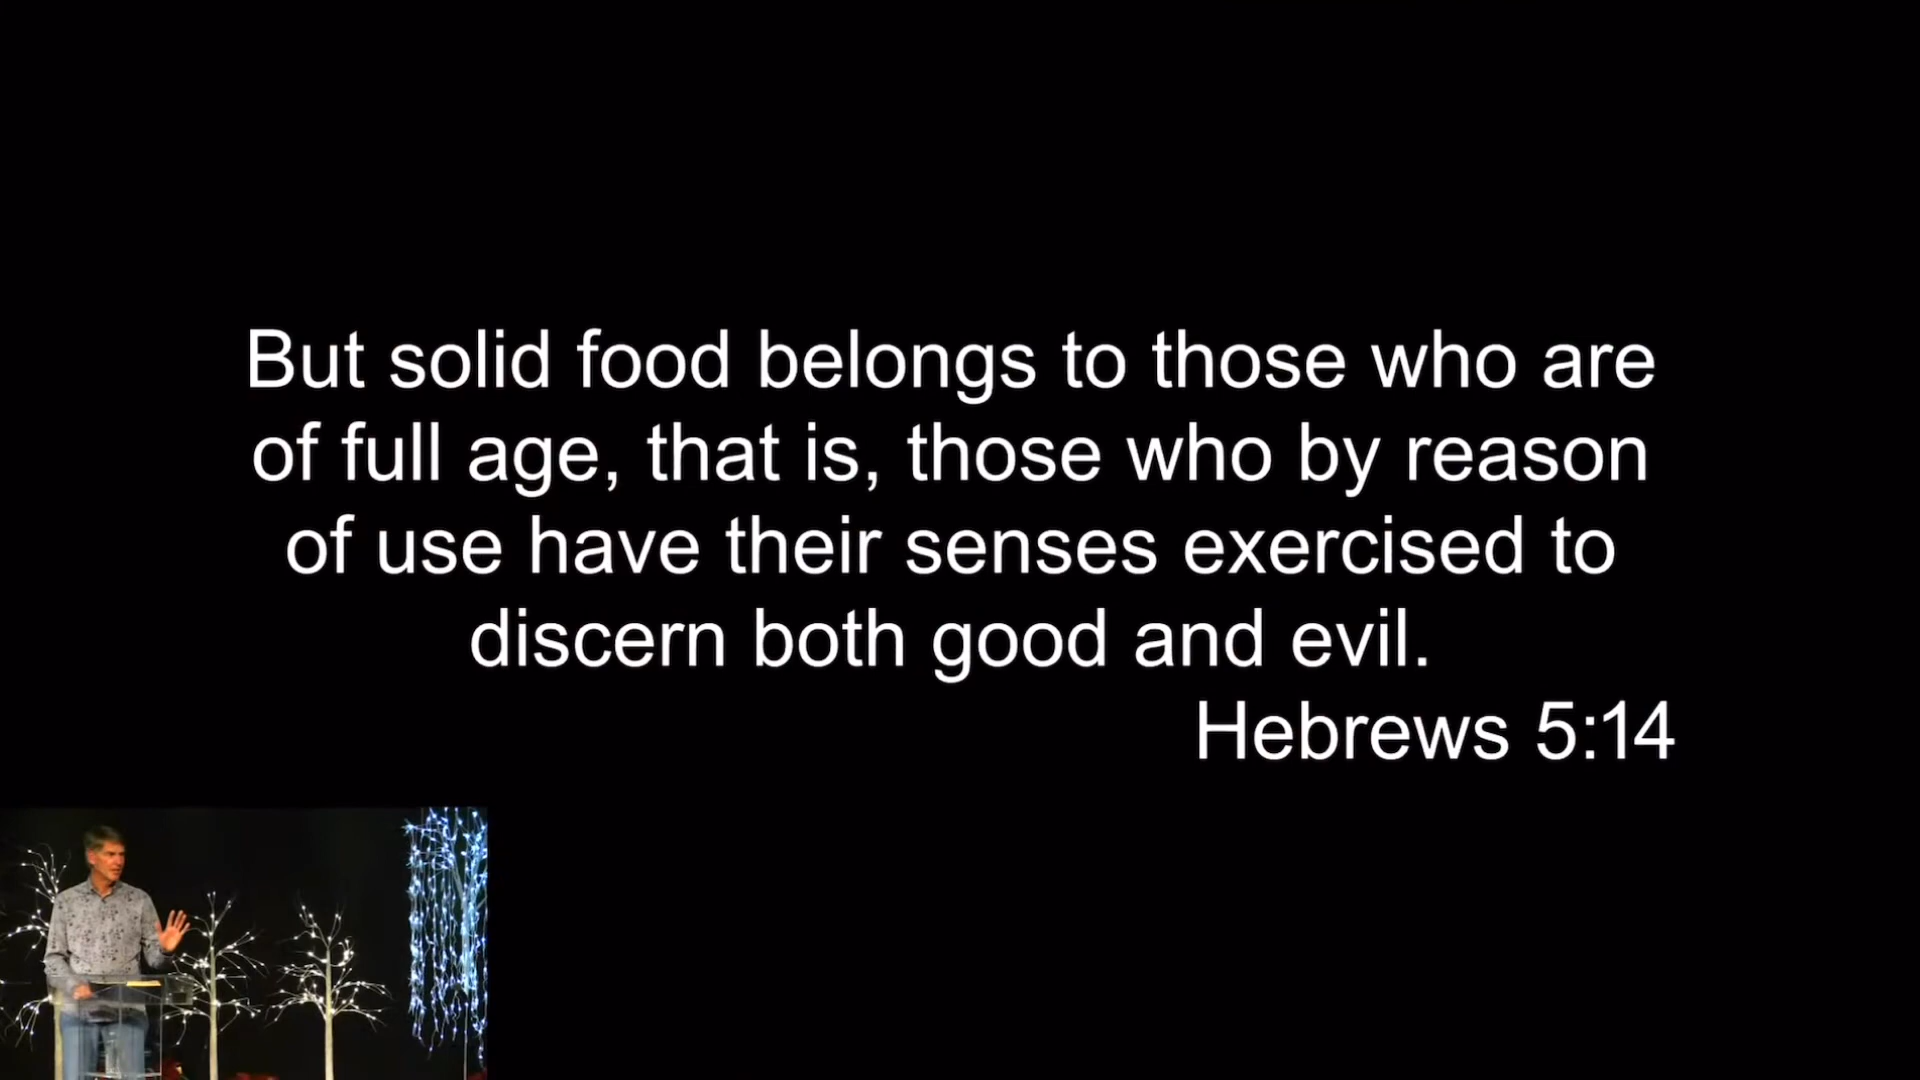 But solid food belongs to those who are
of full age, that is, those who by reason
of use have their senses exercised to
discern both good and evil.
Hebrews 5:14